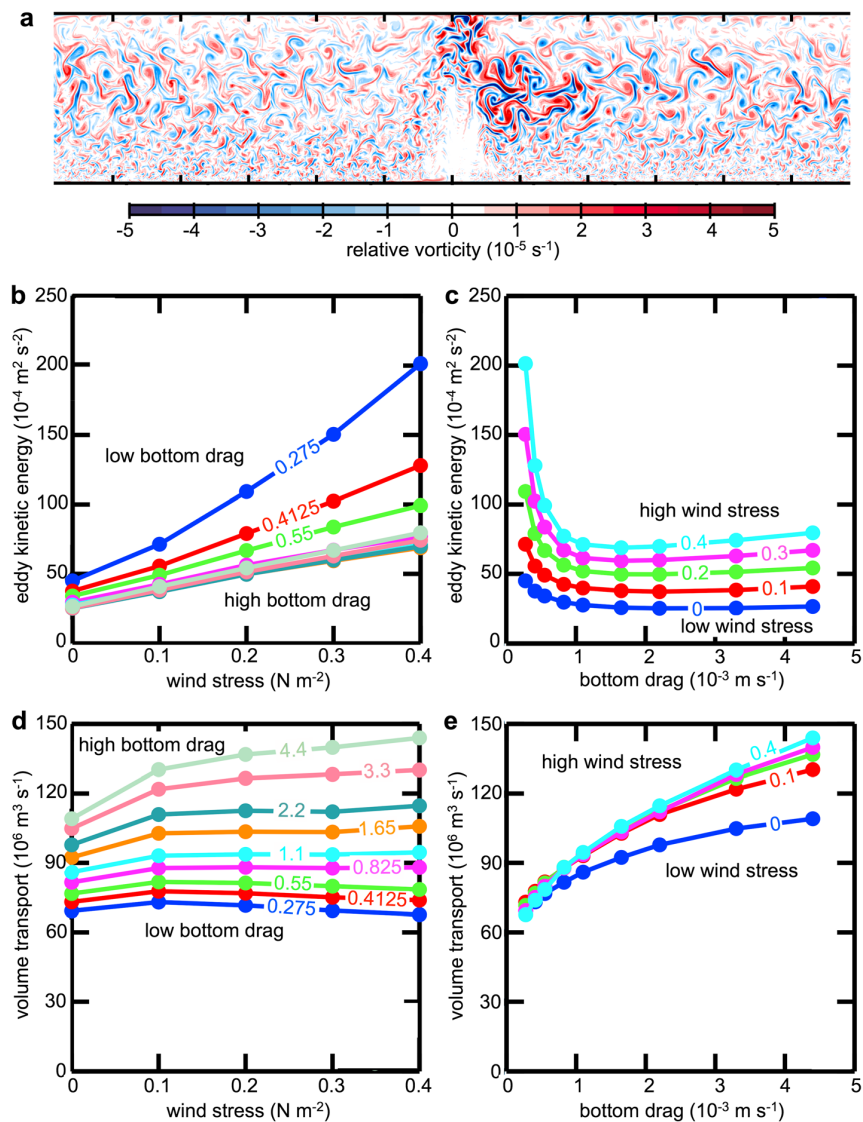 a
-5 -4 -3 -2 -1 0 1 2 3 4 5
relative vorticity (10⁻⁵ s⁻¹)
b
eddy kinetic energy (10⁻⁴ m² s⁻²)
250
200
150
100
50
0
low bottom drag
0.275
0.4125
0.55
high bottom drag
0 0.1 0.2 0.3 0.4
wind stress (N m⁻²)
c
eddy kinetic energy (10⁻⁴ m² s⁻²)
250
200
150
100
50
0
high wind stress
0.4
0.3
0.2
0.1
0
low wind stress
0 1 2 3 4 5
bottom drag (10⁻³ m s⁻¹)
d
volume transport (10⁶ m³ s⁻¹)
150
120
90
60
30
0
high bottom drag
4.4
3.3
2.2
1.65
1.1
0.825
0.55
0.4125
0.275
low bottom drag
0 0.1 0.2 0.3 0.4
wind stress (N m⁻²)
e
volume transport (10⁶ m³ s⁻¹)
150
120
90
60
30
0
high wind stress
0.4
0.1
0
low wind stress
0 1 2 3 4 5
bottom drag (10⁻³ m s⁻¹)